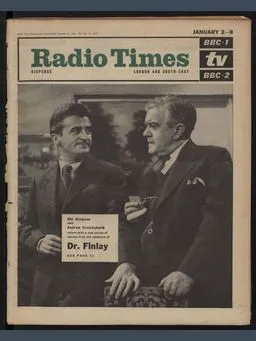 JANUARY 2–8
Radio Times
BBC-1
tv
BBC-2
SIXPENCE
LONDON AND SOUTH-EAST
Bill Simpson
AND
Andrew Cruickshank
return with a new series of
stories from the casebook of
Dr. Finlay
SEE PAGE 11